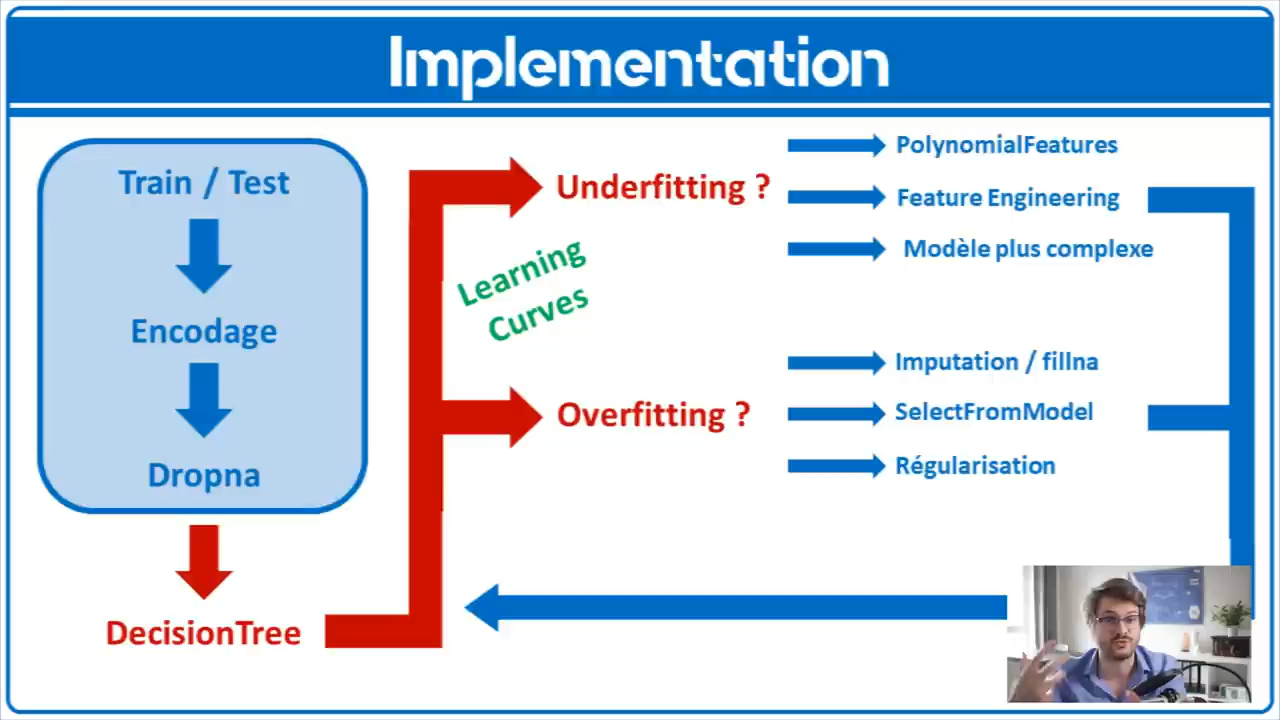 Implementation
Train / Test
Encodage
Dropna
DecisionTree
Learning
Curves
Underfitting ?
PolynomialFeatures
Feature Engineering
Modèle plus complexe
Overfitting ?
Imputation / fillna
SelectFromModel
Régularisation